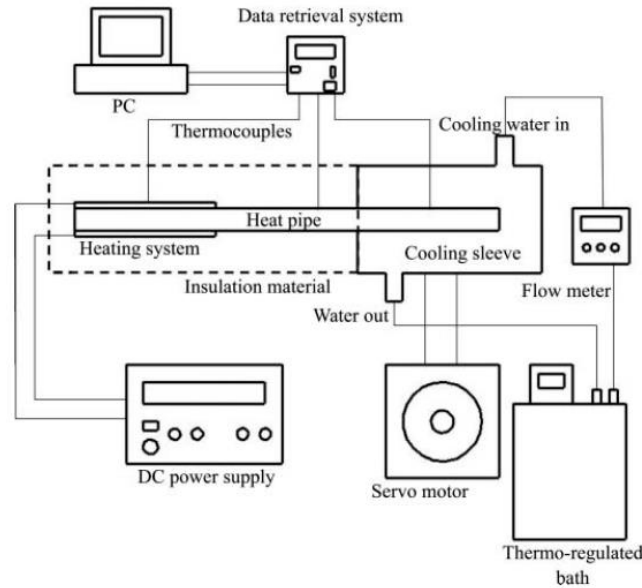 Data retrieval system
PC
Thermocouples
Cooling water in
Heat pipe
Heating system
Cooling sleeve
Insulation material
Flow meter
Water out
DC power supply
Servo motor
Thermo-regulated
bath